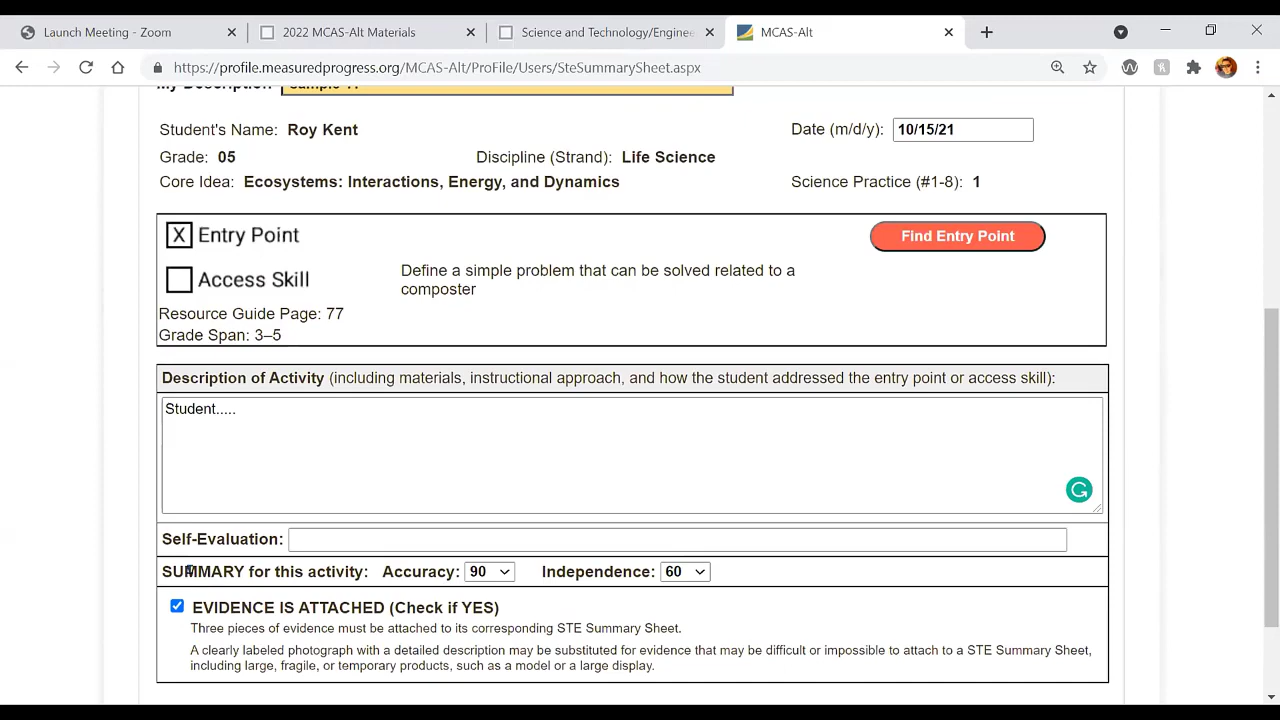 Launch Meeting - Zoom
2022 MCAS-Alt Materials
Science and Technology/Enginee
MCAS-Alt
https://profile.measuredprogress.org/MCAS-Alt/ProFile/Users/SteSummarySheet.aspx
Student's Name: Roy Kent
Date (m/d/y): 10/15/21
Grade: 05
Discipline (Strand): Life Science
Core Idea: Ecosystems: Interactions, Energy, and Dynamics
Science Practice (#1-8): 1
X Entry Point
Find Entry Point
Access Skill
Define a simple problem that can be solved related to a
composter
Resource Guide Page: 77
Grade Span: 3–5
Description of Activity (including materials, instructional approach, and how the student addressed the entry point or access skill):
Student.....
Self-Evaluation:
SUMMARY for this activity: Accuracy: 90 Independence: 60
EVIDENCE IS ATTACHED (Check if YES)
Three pieces of evidence must be attached to its corresponding STE Summary Sheet.
A clearly labeled photograph with a detailed description may be substituted for evidence that may be difficult or impossible to attach to a STE Summary Sheet,
including large, fragile, or temporary products, such as a model or a large display.